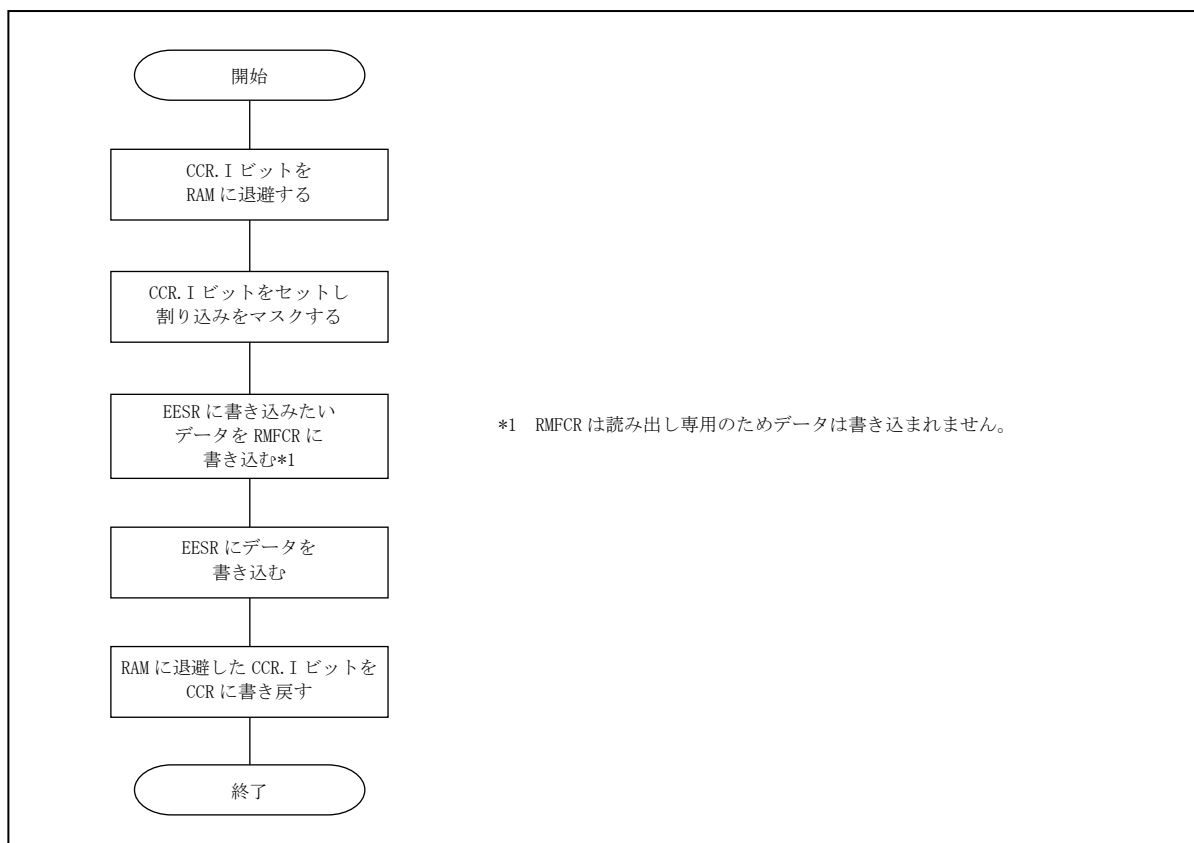 開始
CCR.I ビットを
RAM に退避する
CCR.I ビットをセットし
割り込みをマスクする
EESR に書き込みたい
データを RMFCR に
書き込む*1
*1 RMFCR は読み出し専用のためデータは書き込まれません。
EESR にデータを
書き込む
RAM に退避した CCR.I ビットを
CCR に書き戻す
終了